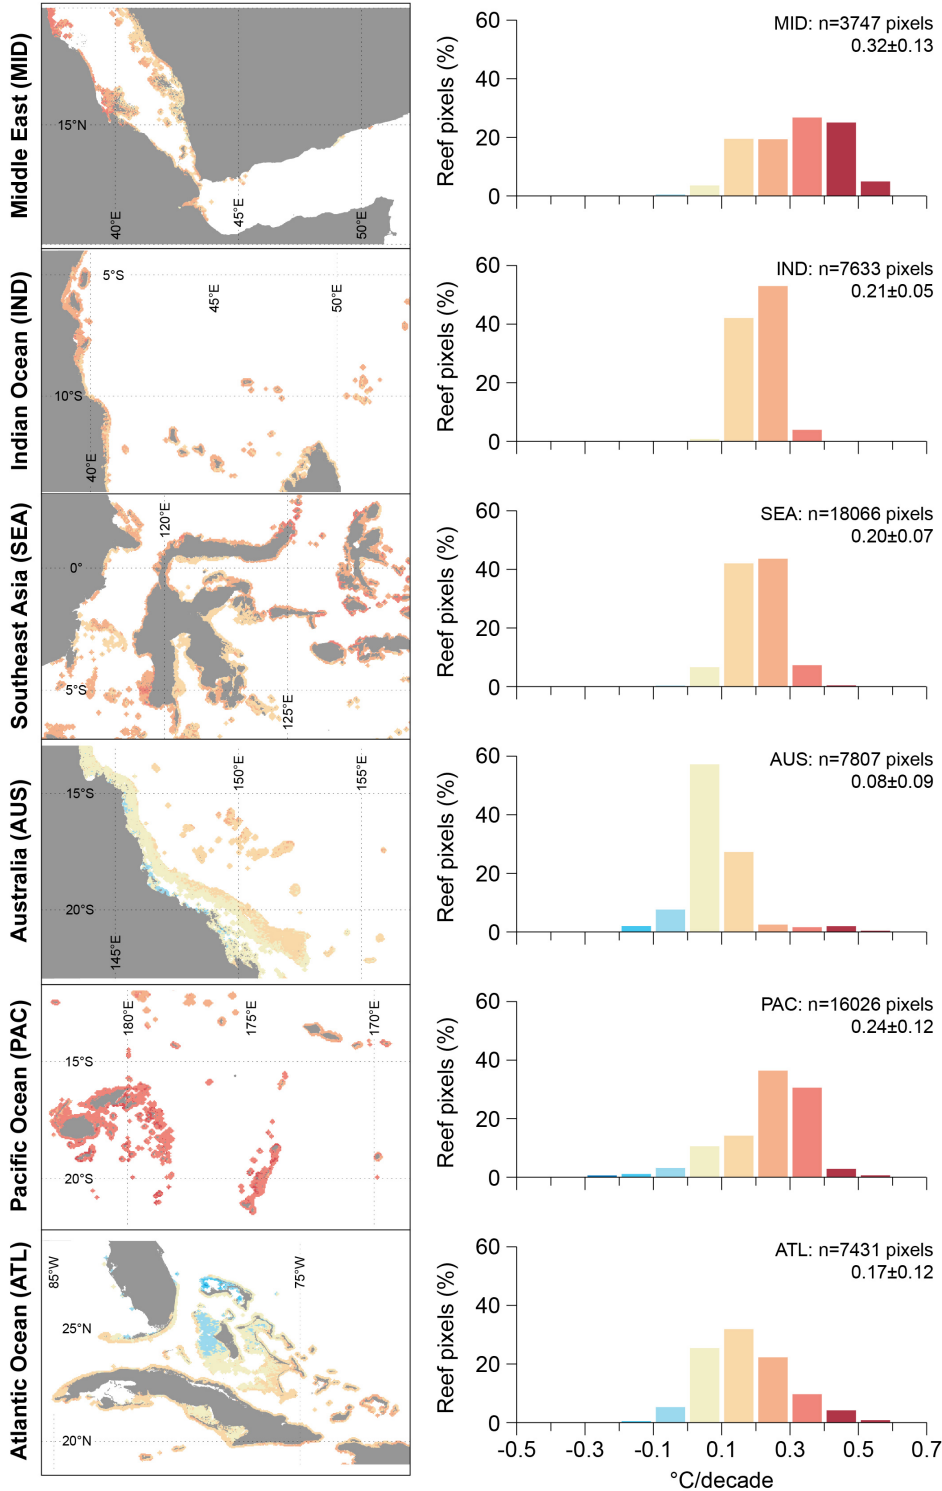 Middle East (MID)
15°N
40°E
45°E
50°E
Reef pixels (%)
60
40
20
0
MID: n=3747 pixels
0.32±0.13
Indian Ocean (IND)
5°S
10°S
40°E
45°E
50°E
Reef pixels (%)
60
40
20
0
IND: n=7633 pixels
0.21±0.05
Southeast Asia (SEA)
0°
5°S
120°E
125°E
Reef pixels (%)
60
40
20
0
SEA: n=18066 pixels
0.20±0.07
Australia (AUS)
15°S
20°S
145°E
150°E
155°E
Reef pixels (%)
60
40
20
0
AUS: n=7807 pixels
0.08±0.09
Pacific Ocean (PAC)
15°S
20°S
180°E
175°E
170°E
Reef pixels (%)
60
40
20
0
PAC: n=16026 pixels
0.24±0.12
Atlantic Ocean (ATL)
85°W
75°W
25°N
20°N
Reef pixels (%)
60
40
20
0
ATL: n=7431 pixels
0.17±0.12
-0.5 -0.3 -0.1 0.1 0.3 0.5 0.7
°C/decade